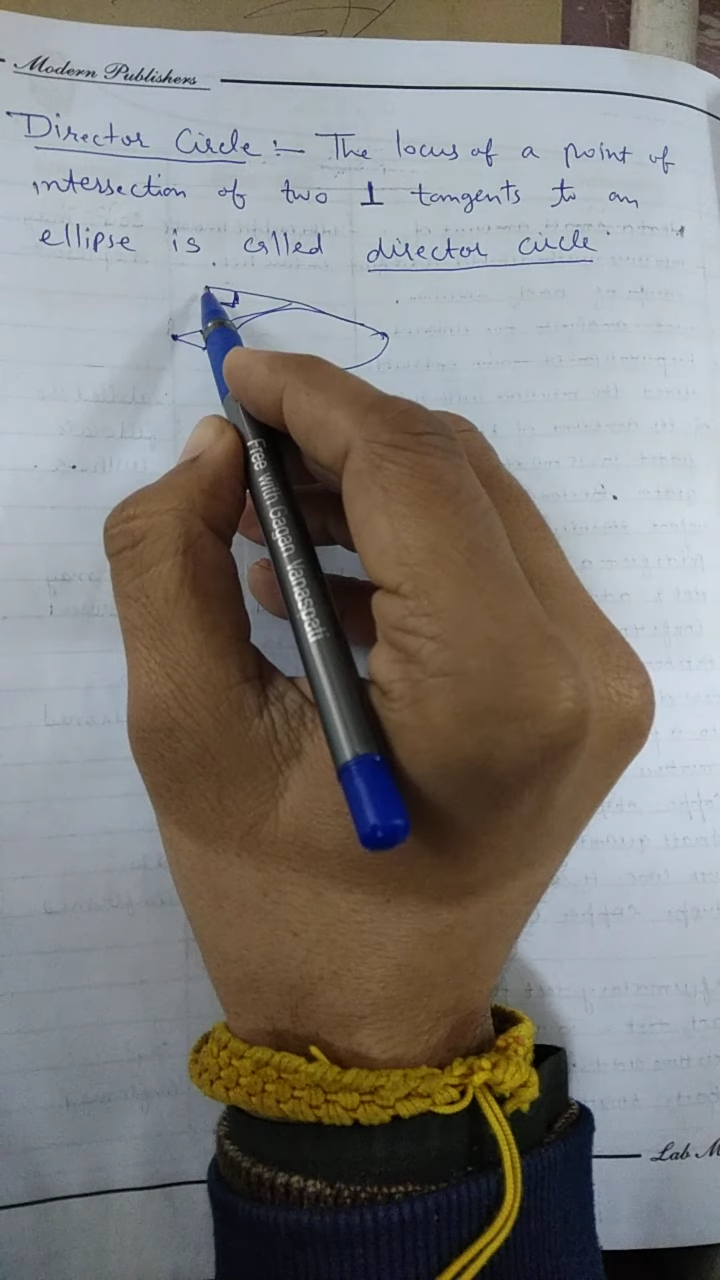 Modern Publishers
Director Circle :- The locus of a point of
intersection of two ⊥ tangents to an
ellipse is called director circle
Free with Gagan Vanaspati
Lab M